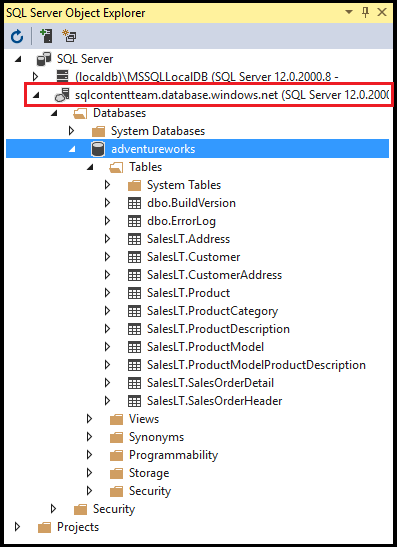 SQL Server Object Explorer
SQL Server
(localdb)\MSSQLLocalDB (SQL Server 12.0.2000.8 -
sqlcontentteam.database.windows.net (SQL Server 12.0.2000
Databases
System Databases
adventureworks
Tables
System Tables
dbo.BuildVersion
dbo.ErrorLog
SalesLT.Address
SalesLT.Customer
SalesLT.CustomerAddress
SalesLT.Product
SalesLT.ProductCategory
SalesLT.ProductDescription
SalesLT.ProductModel
SalesLT.ProductModelProductDescription
SalesLT.SalesOrderDetail
SalesLT.SalesOrderHeader
Views
Synonyms
Programmability
Storage
Security
Security
Projects